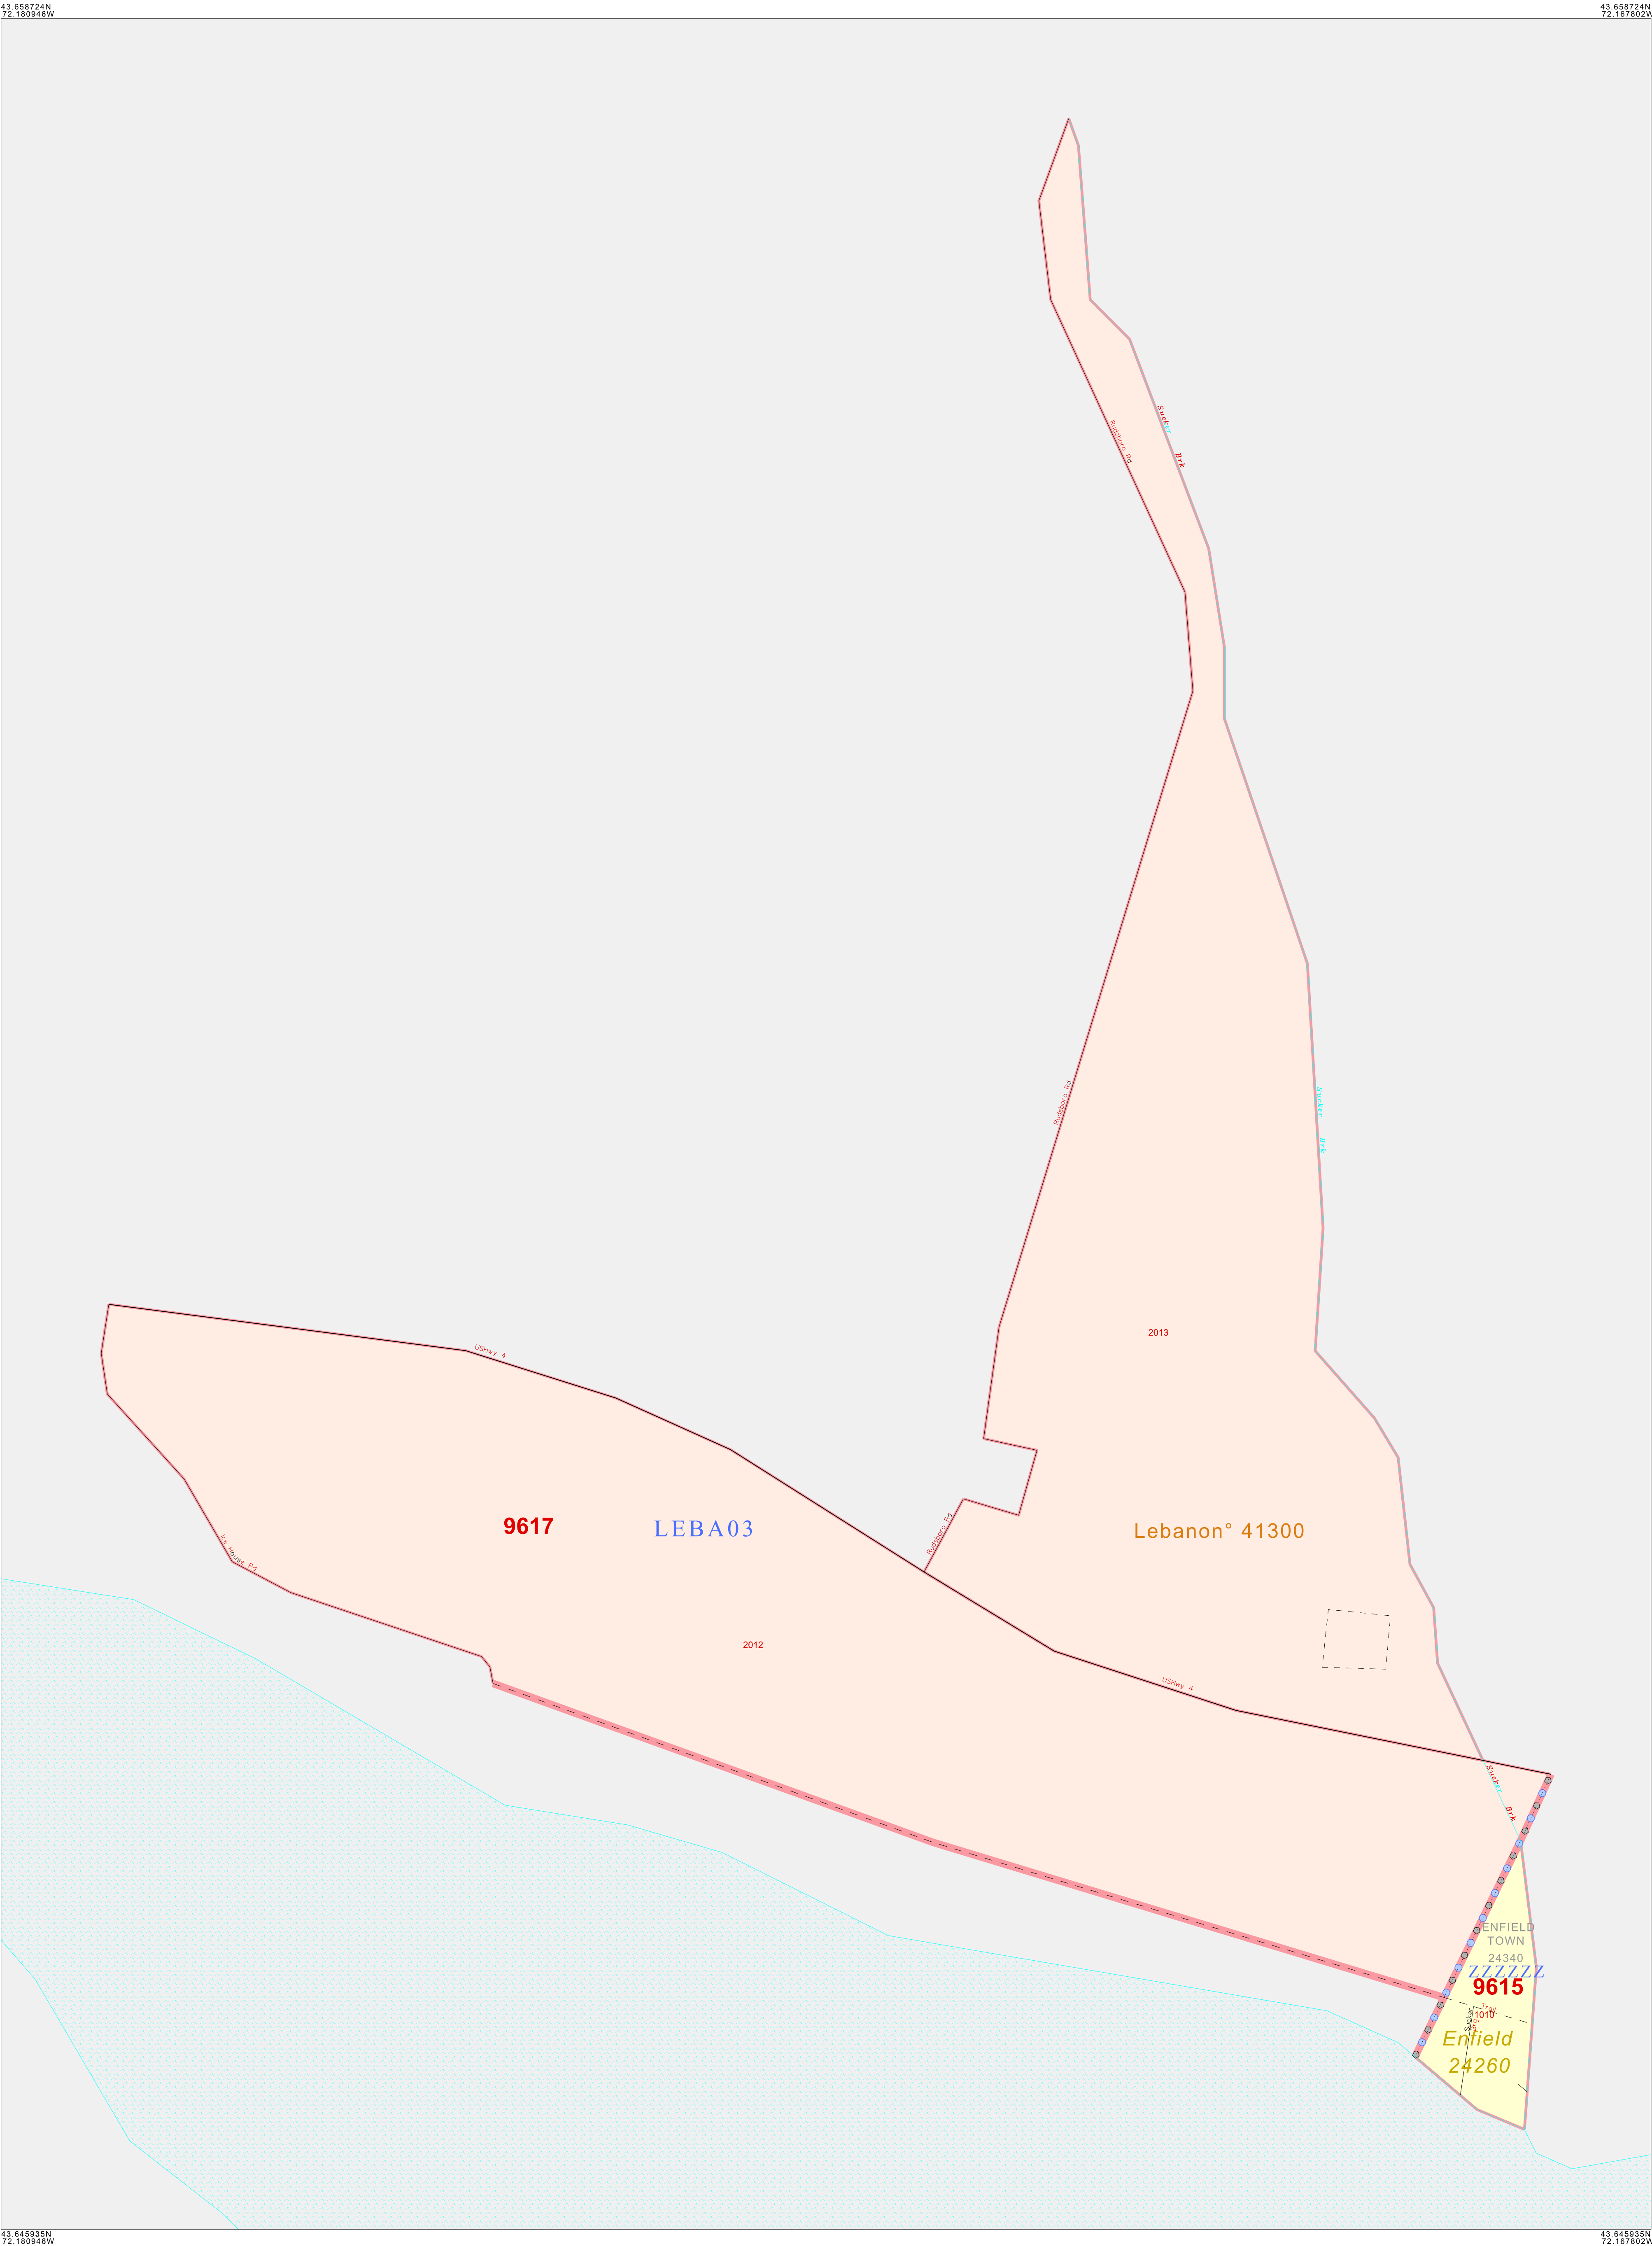 43.658724N
72.180946W
43.658724N
72.167802W
Sucker Brk
Rudsboro Rd
Rudsboro Rd
Sucker Brk
2013
USHwy 4
9617
LEBA03
Lebanon° 41300
Rudsboro Rd
Ice House Rd
2012
USHwy 4
Sucker Brk
ENFIELD
TOWN
24340
ZZZZZZ
9615
Trail
1010
Sucker
Enfield
24260
43.645935N
72.180946W
43.645935N
72.167802W